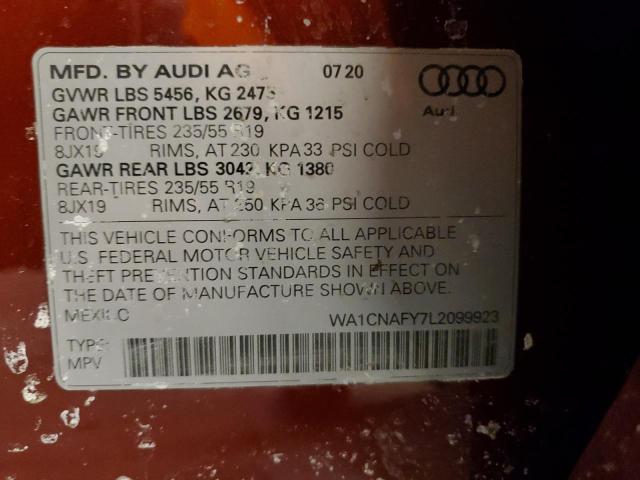 MFD. BY AUDI AG 07 20
GVWR LBS 5456, KG 2475
GAWR FRONT LBS 2679, KG 1215
FRONT-TIRES 235/55 R19
8JX19 RIMS, AT 230 KPA 33 PSI COLD
GAWR REAR LBS 3042, KG 1380
REAR-TIRES 235/55 R19
8JX19 RIMS, AT 250 KPA 36 PSI COLD
THIS VEHICLE CONFORMS TO ALL APPLICABLE
U.S. FEDERAL MOTOR VEHICLE SAFETY AND
THEFT PREVENTION STANDARDS IN EFFECT ON
THE DATE OF MANUFACTURE SHOWN ABOVE.
MEXICO WA1CNAFY7L2099923
TYPE:
MPV
Audi